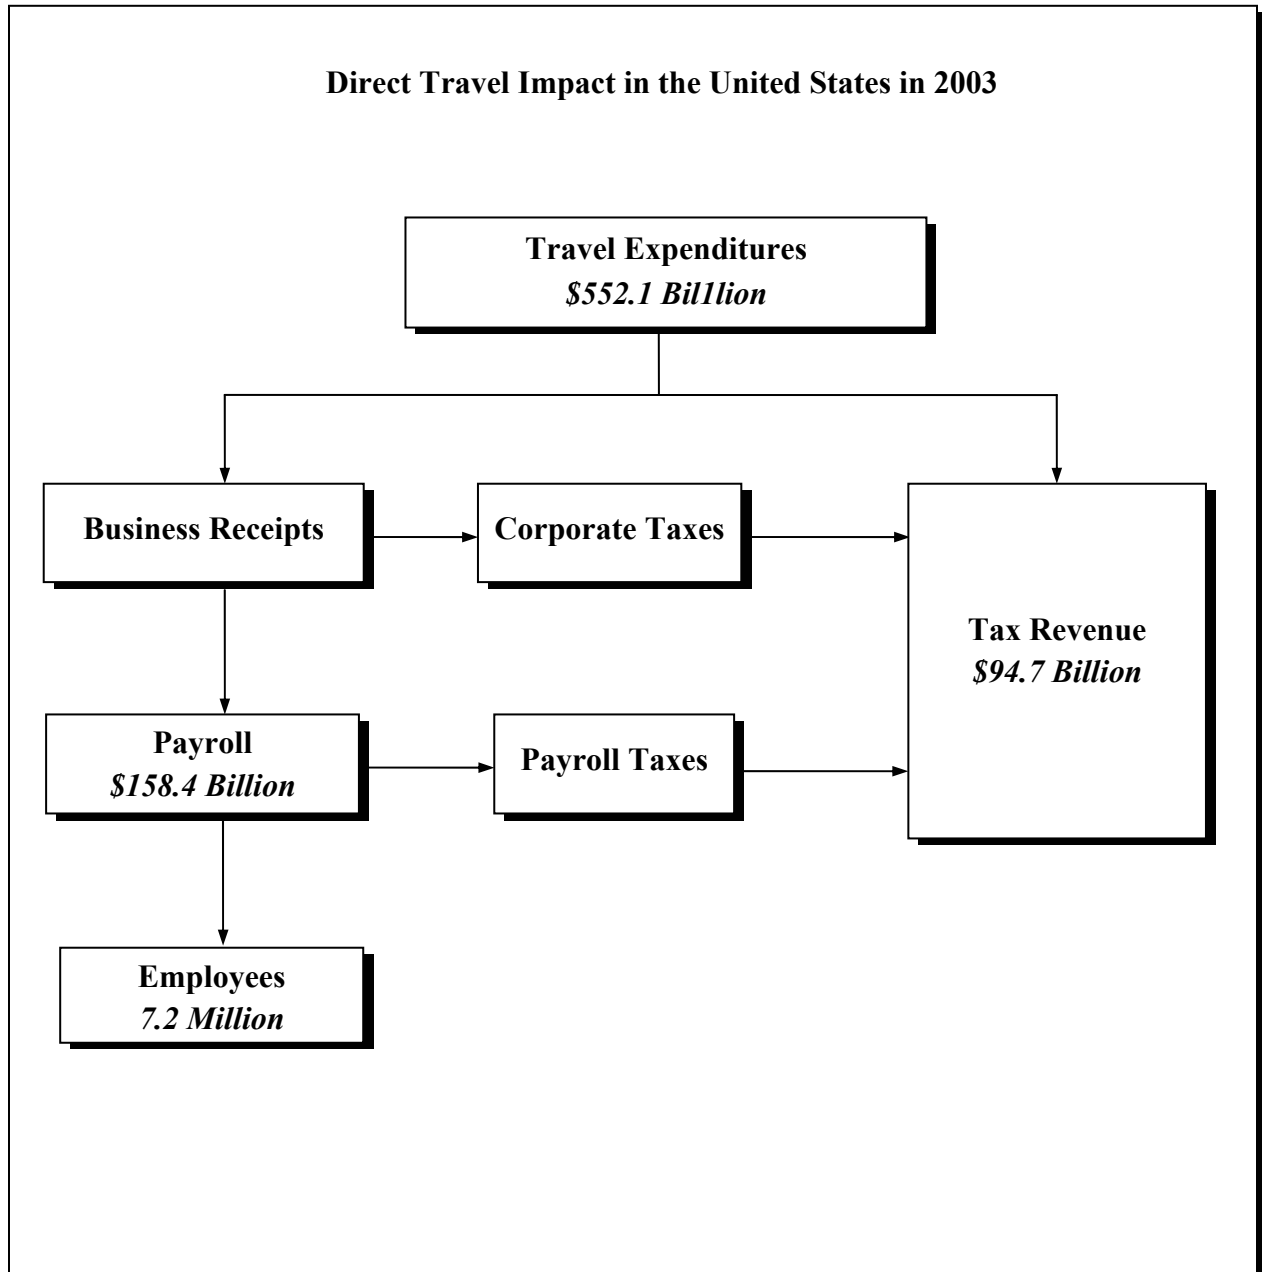 Direct Travel Impact in the United States in 2003
Travel Expenditures
$552.1 Bil1lion
Business Receipts
Corporate Taxes
Tax Revenue
$94.7 Billion
Payroll
$158.4 Billion
Payroll Taxes
Employees
7.2 Million